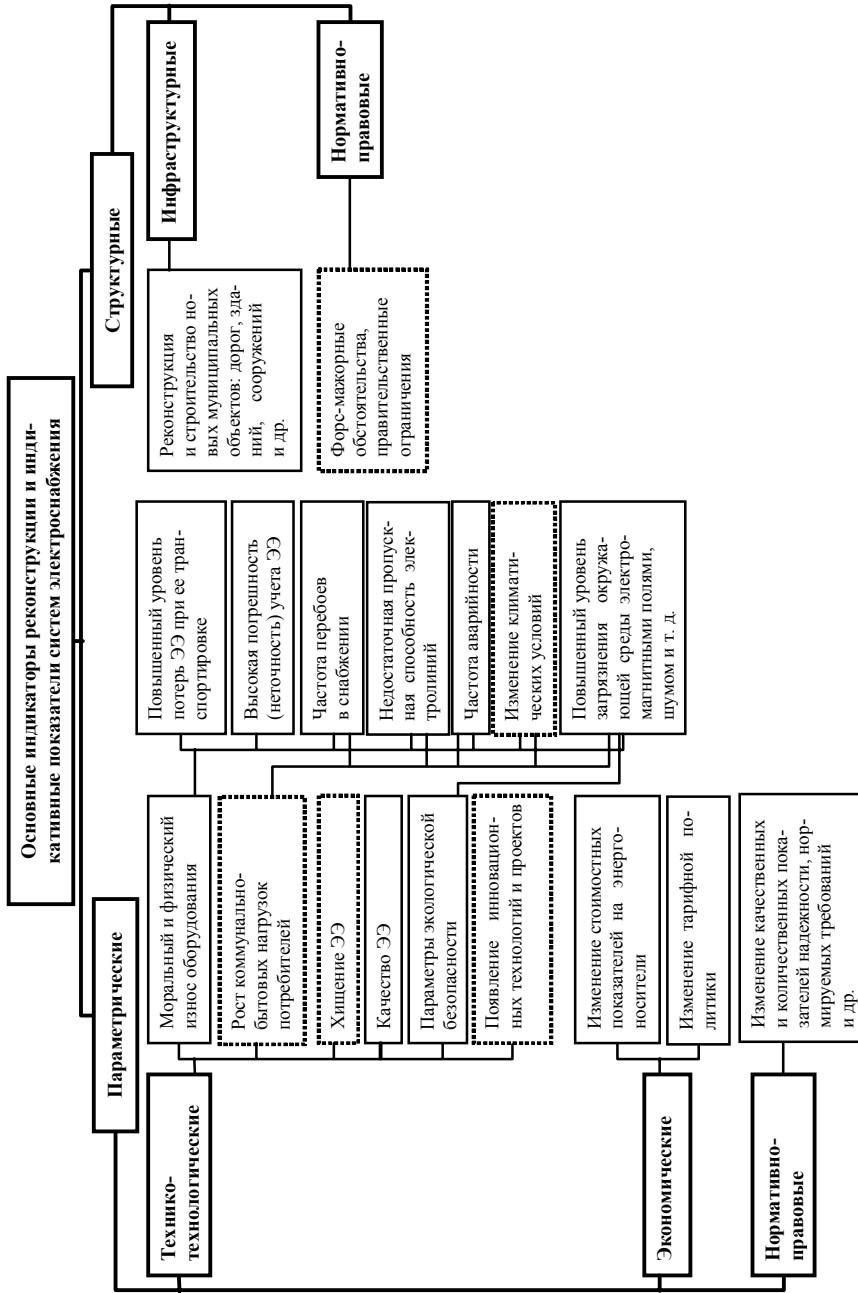 Основные индикаторы реконструкции и инди-
кативные показатели систем электроснабжения
Параметрические
Структурные
Технико-
технологические
Моральный и физический
износ оборудования
Рост коммунально-
бытовых нагрузок
потребителей
Хищение ЭЭ
Качество ЭЭ
Параметры экологической
безопасности
Появление инновацион-
ных технологий и проектов
Повышенный уровень
потерь ЭЭ при ее тран-
спортировке
Высокая погрешность
(неточность) учета ЭЭ
Частота перебоев
в снабжении
Недостаточная пропуск-
ная способность элек-
тролиний
Частота аварийности
Изменение климати-
ческих условий
Повышенный уровень
загрязнения окружа-
ющей среды электро-
магнитными полями,
шумом и т. д.
Экономические
Изменение стоимостных
показателей на энерго-
носители
Изменение тарифной по-
литики
Нормативно-
правовые
Изменение качественных
и количественных пока-
зателей надежности, нор-
мируемых требований
и др.
Реконструкция
и строительство но-
вых муниципальных
объектов: дорог, зда-
ний, сооружений
и др.
Инфраструктурные
Форс-мажорные
обстоятельства,
правительственные
ограничения
Нормативно-
правовые